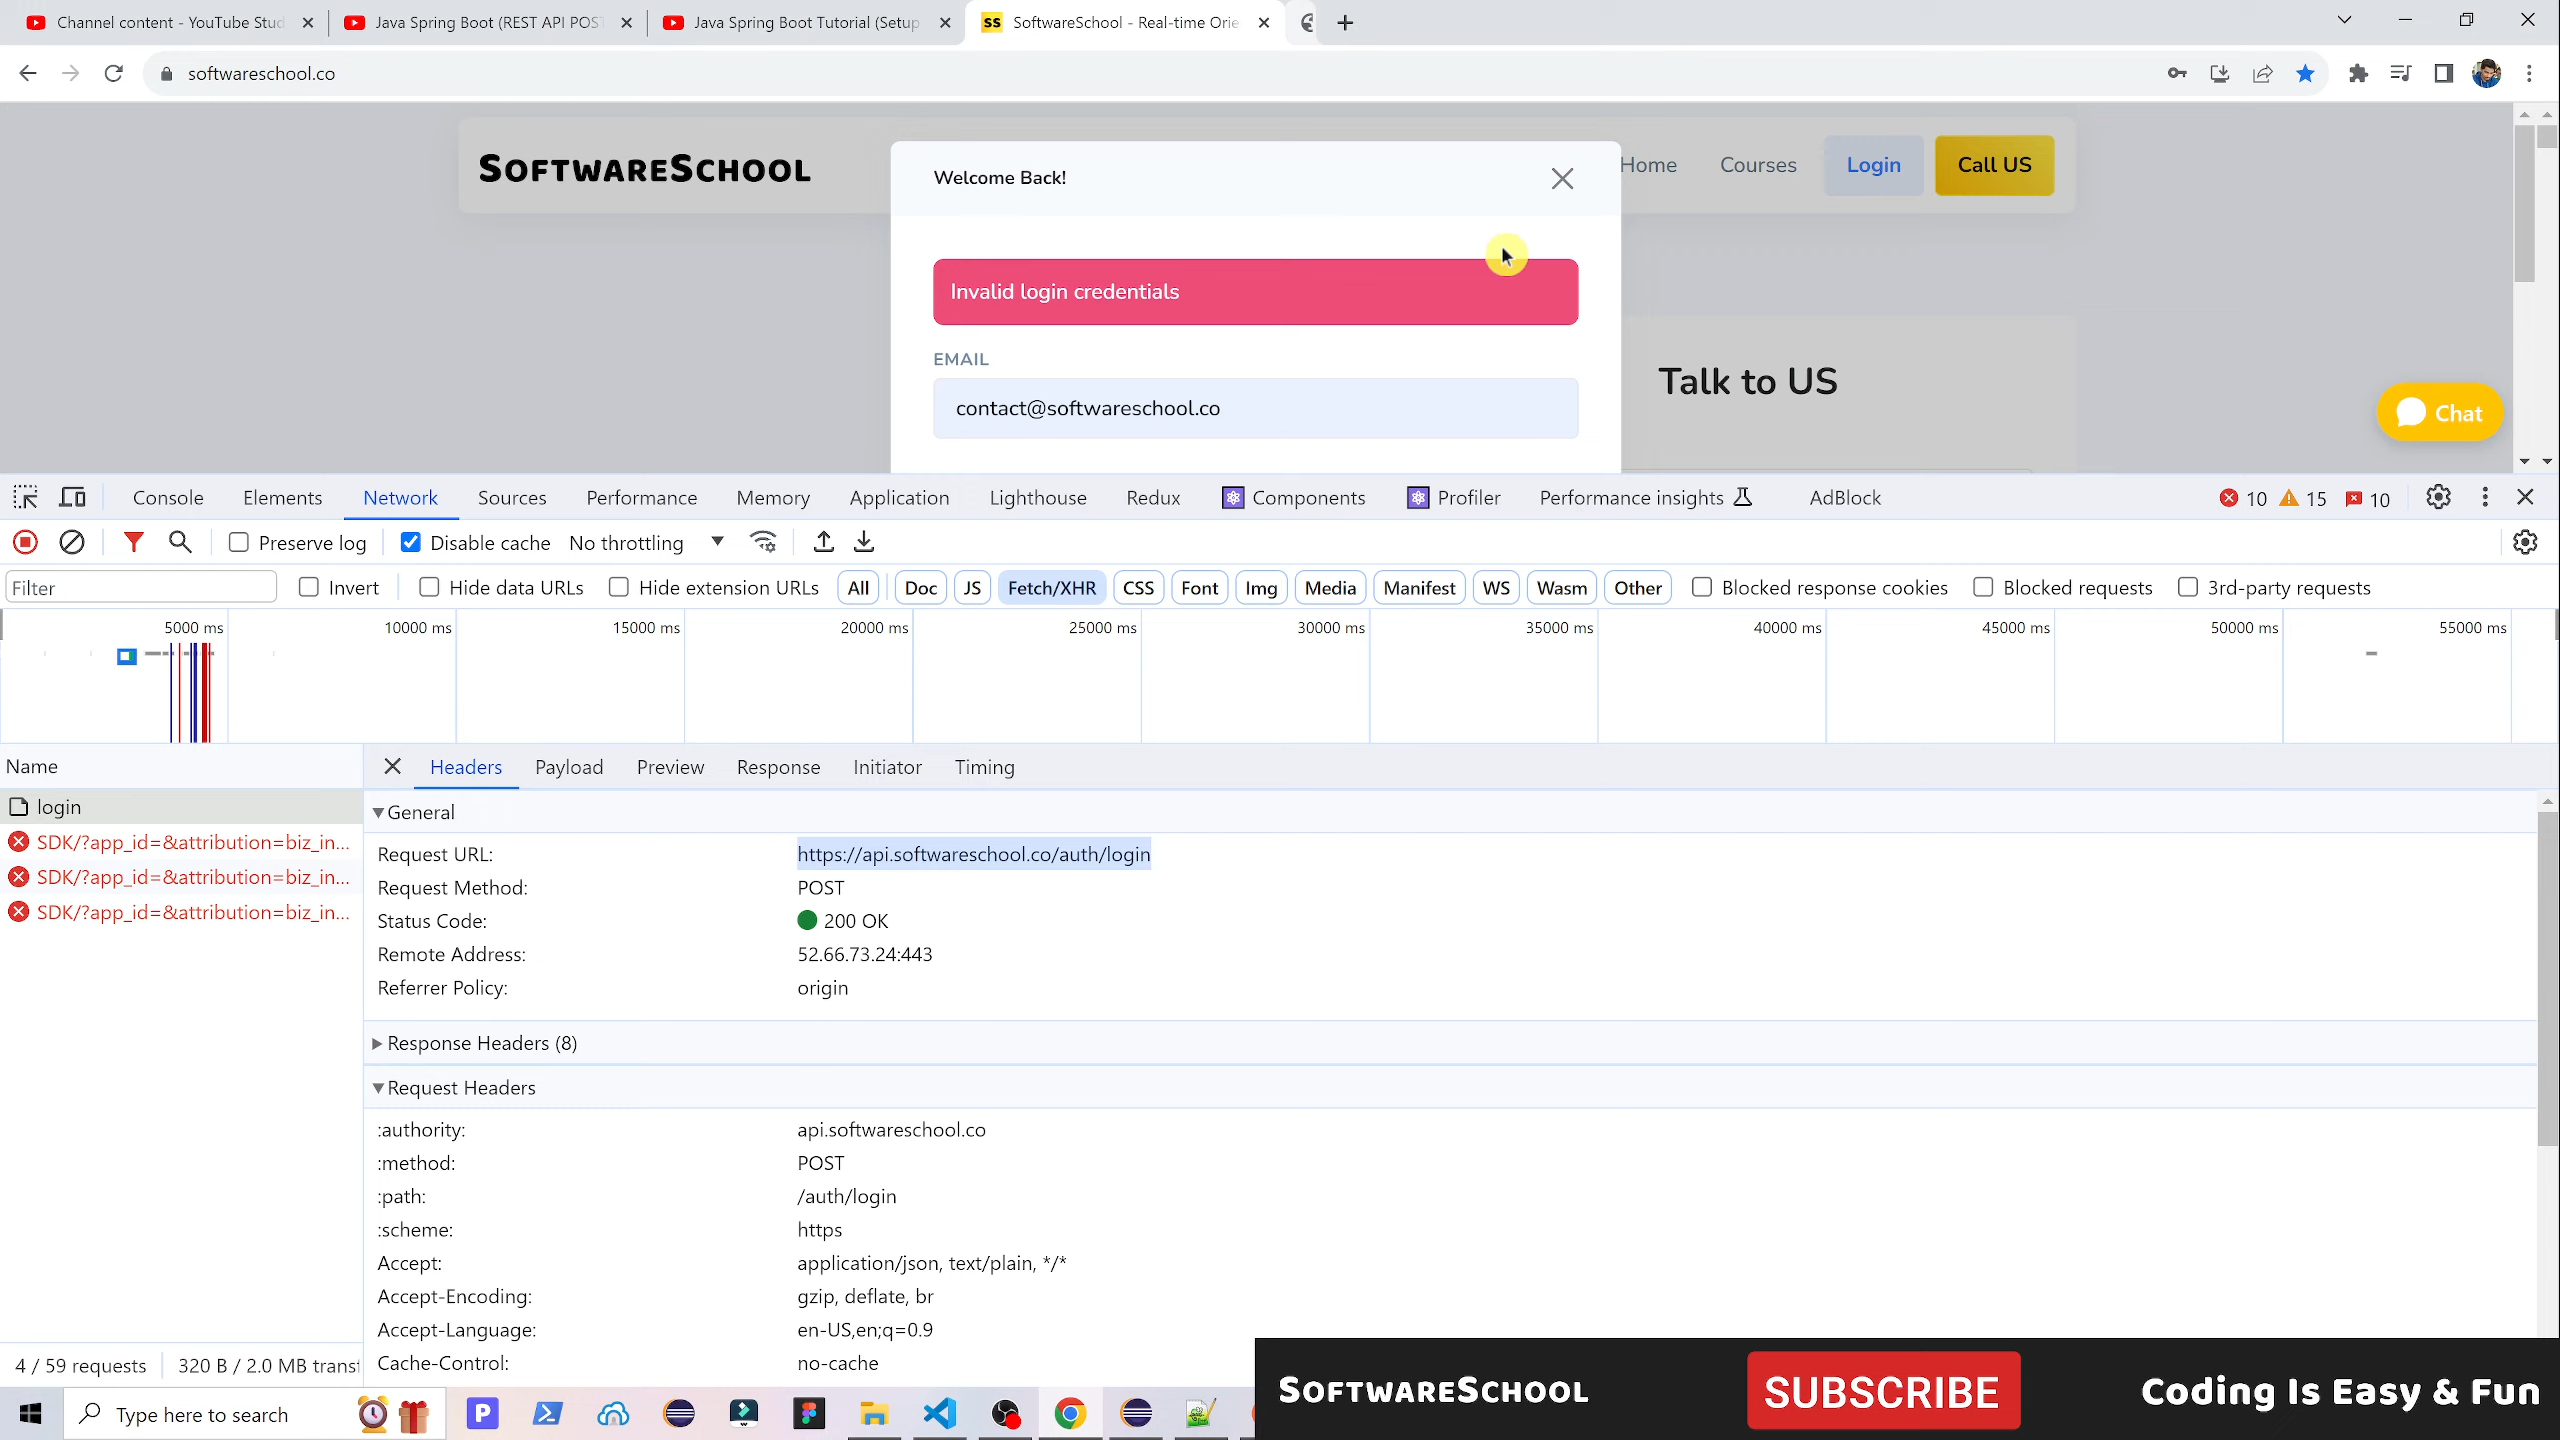 Channel content - YouTube Stud
Java Spring Boot (REST API POST
Java Spring Boot Tutorial (Setup
SS SoftwareSchool - Real-time Orie
softwareschool.co
SOFTWARESCHOOL
Home
Courses
Login
Call US
Welcome Back!
Invalid login credentials
EMAIL
contact@softwareschool.co
Talk to US
Chat
Console
Elements
Network
Sources
Performance
Memory
Application
Lighthouse
Redux
Components
Profiler
Performance insights
AdBlock
10
15
10
Preserve log
Disable cache
No throttling
Filter
Invert
Hide data URLs
Hide extension URLs
All
Doc
JS
Fetch/XHR
CSS
Font
Img
Media
Manifest
WS
Wasm
Other
Blocked response cookies
Blocked requests
3rd-party requests
5000 ms
10000 ms
15000 ms
20000 ms
25000 ms
30000 ms
35000 ms
40000 ms
45000 ms
50000 ms
55000 ms
Name
Headers
Payload
Preview
Response
Initiator
Timing
login
SDK/?app_id=&attribution=biz_in...
SDK/?app_id=&attribution=biz_in...
SDK/?app_id=&attribution=biz_in...
General
Request URL: https://api.softwareschool.co/auth/login
Request Method: POST
Status Code: 200 OK
Remote Address: 52.66.73.24:443
Referrer Policy: origin
Response Headers (8)
Request Headers
:authority: api.softwareschool.co
:method: POST
:path: /auth/login
:scheme: https
Accept: application/json, text/plain, */*
Accept-Encoding: gzip, deflate, br
Accept-Language: en-US,en;q=0.9
Cache-Control: no-cache
4 / 59 requests
320 B / 2.0 MB transf
Type here to search
P
SOFTWARESCHOOL
SUBSCRIBE
Coding Is Easy & Fun